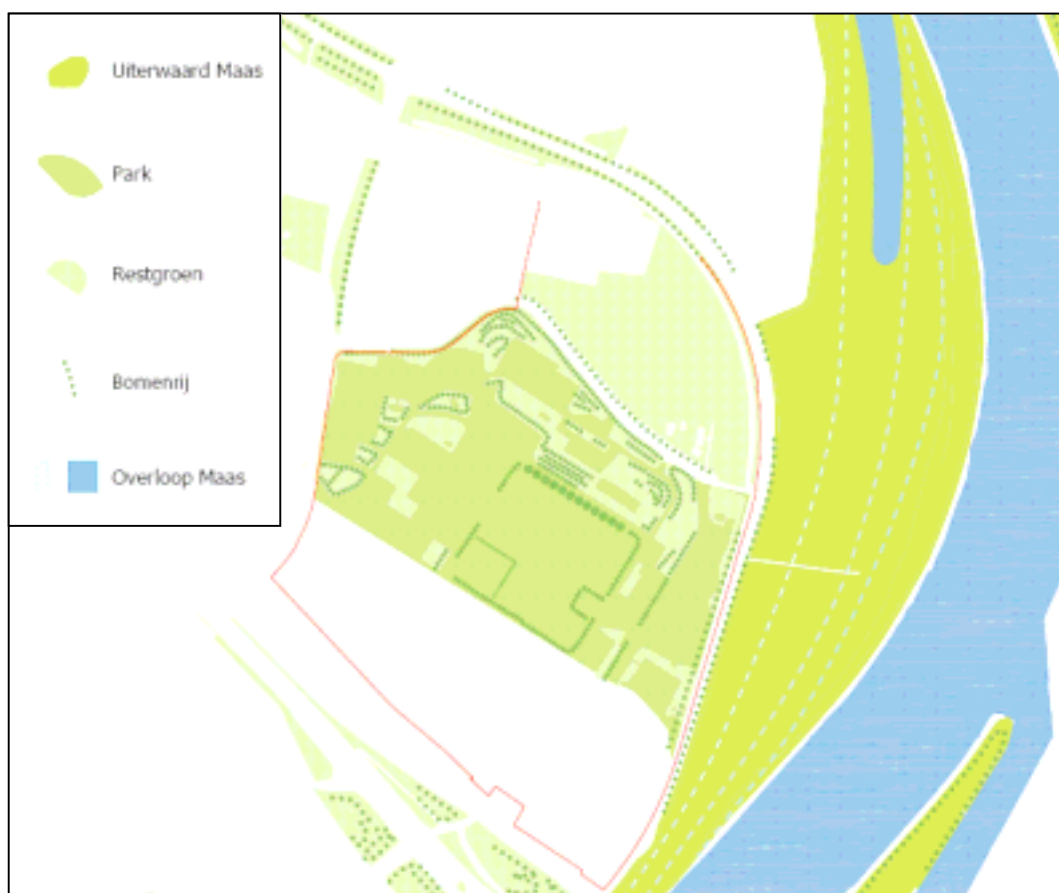 Uiterwaard Maas
Park
Restgroen
Bomenrij
Overloop Maas